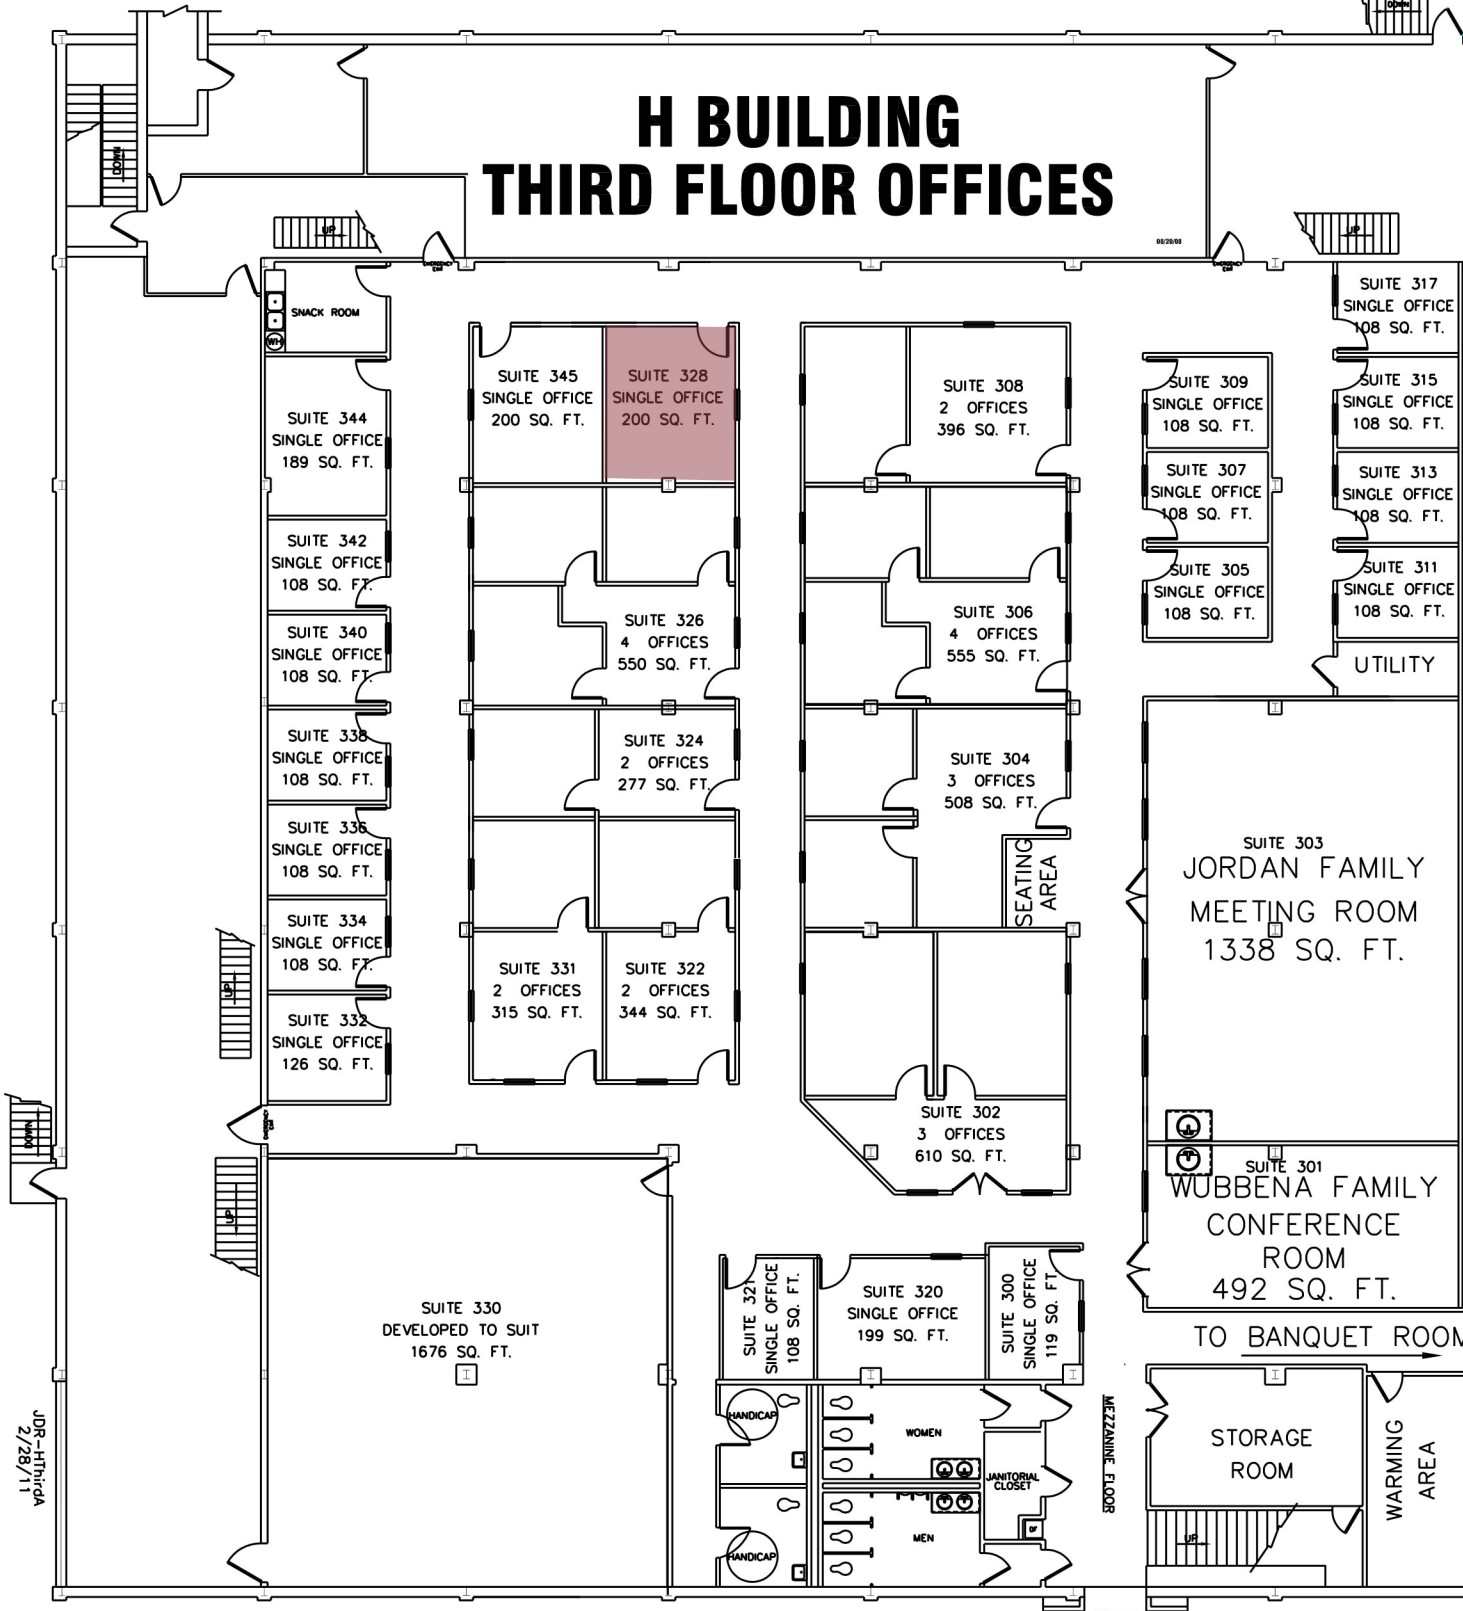 DOWN
H BUILDING
THIRD FLOOR OFFICES
03/20/08
DOWN
UP
UP
EMERGENCY
EXIT
EMERGENCY
EXIT
SNACK ROOM
WH
SUITE 317
SINGLE OFFICE
108 SQ. FT.
SUITE 345
SINGLE OFFICE
200 SQ. FT.
SUITE 328
SINGLE OFFICE
200 SQ. FT.
SUITE 308
2 OFFICES
396 SQ. FT.
SUITE 309
SINGLE OFFICE
108 SQ. FT.
SUITE 315
SINGLE OFFICE
108 SQ. FT.
SUITE 344
SINGLE OFFICE
189 SQ. FT.
SUITE 307
SINGLE OFFICE
108 SQ. FT.
SUITE 313
SINGLE OFFICE
108 SQ. FT.
SUITE 342
SINGLE OFFICE
108 SQ. FT.
SUITE 305
SINGLE OFFICE
108 SQ. FT.
SUITE 311
SINGLE OFFICE
108 SQ. FT.
SUITE 340
SINGLE OFFICE
108 SQ. FT.
SUITE 326
4 OFFICES
550 SQ. FT.
SUITE 306
4 OFFICES
555 SQ. FT.
UTILITY
SUITE 338
SINGLE OFFICE
108 SQ. FT.
SUITE 324
2 OFFICES
277 SQ. FT.
SUITE 304
3 OFFICES
508 SQ. FT.
SUITE 336
SINGLE OFFICE
108 SQ. FT.
SEATING
AREA
SUITE 303
JORDAN FAMILY
MEETING ROOM
1338 SQ. FT.
SUITE 334
SINGLE OFFICE
108 SQ. FT.
UP
SUITE 331
2 OFFICES
315 SQ. FT.
SUITE 322
2 OFFICES
344 SQ. FT.
SUITE 332
SINGLE OFFICE
126 SQ. FT.
DOWN
EMERGENCY
EXIT
SUITE 302
3 OFFICES
610 SQ. FT.
UP
SUITE 301
WUBBENA FAMILY
CONFERENCE
ROOM
492 SQ. FT.
SUITE 330
DEVELOPED TO SUIT
1676 SQ. FT.
SUITE 321
SINGLE OFFICE
108 SQ. FT.
SUITE 320
SINGLE OFFICE
199 SQ. FT.
SUITE 300
SINGLE OFFICE
119 SQ. FT.
TO BANQUET ROOM
HANDICAP
WOMEN
JANITORIAL
CLOSET
MEZZANINE FLOOR
STORAGE
ROOM
WARMING
AREA
DF
MEN
UP
HANDICAP
JDR-HThirdA
2/28/11